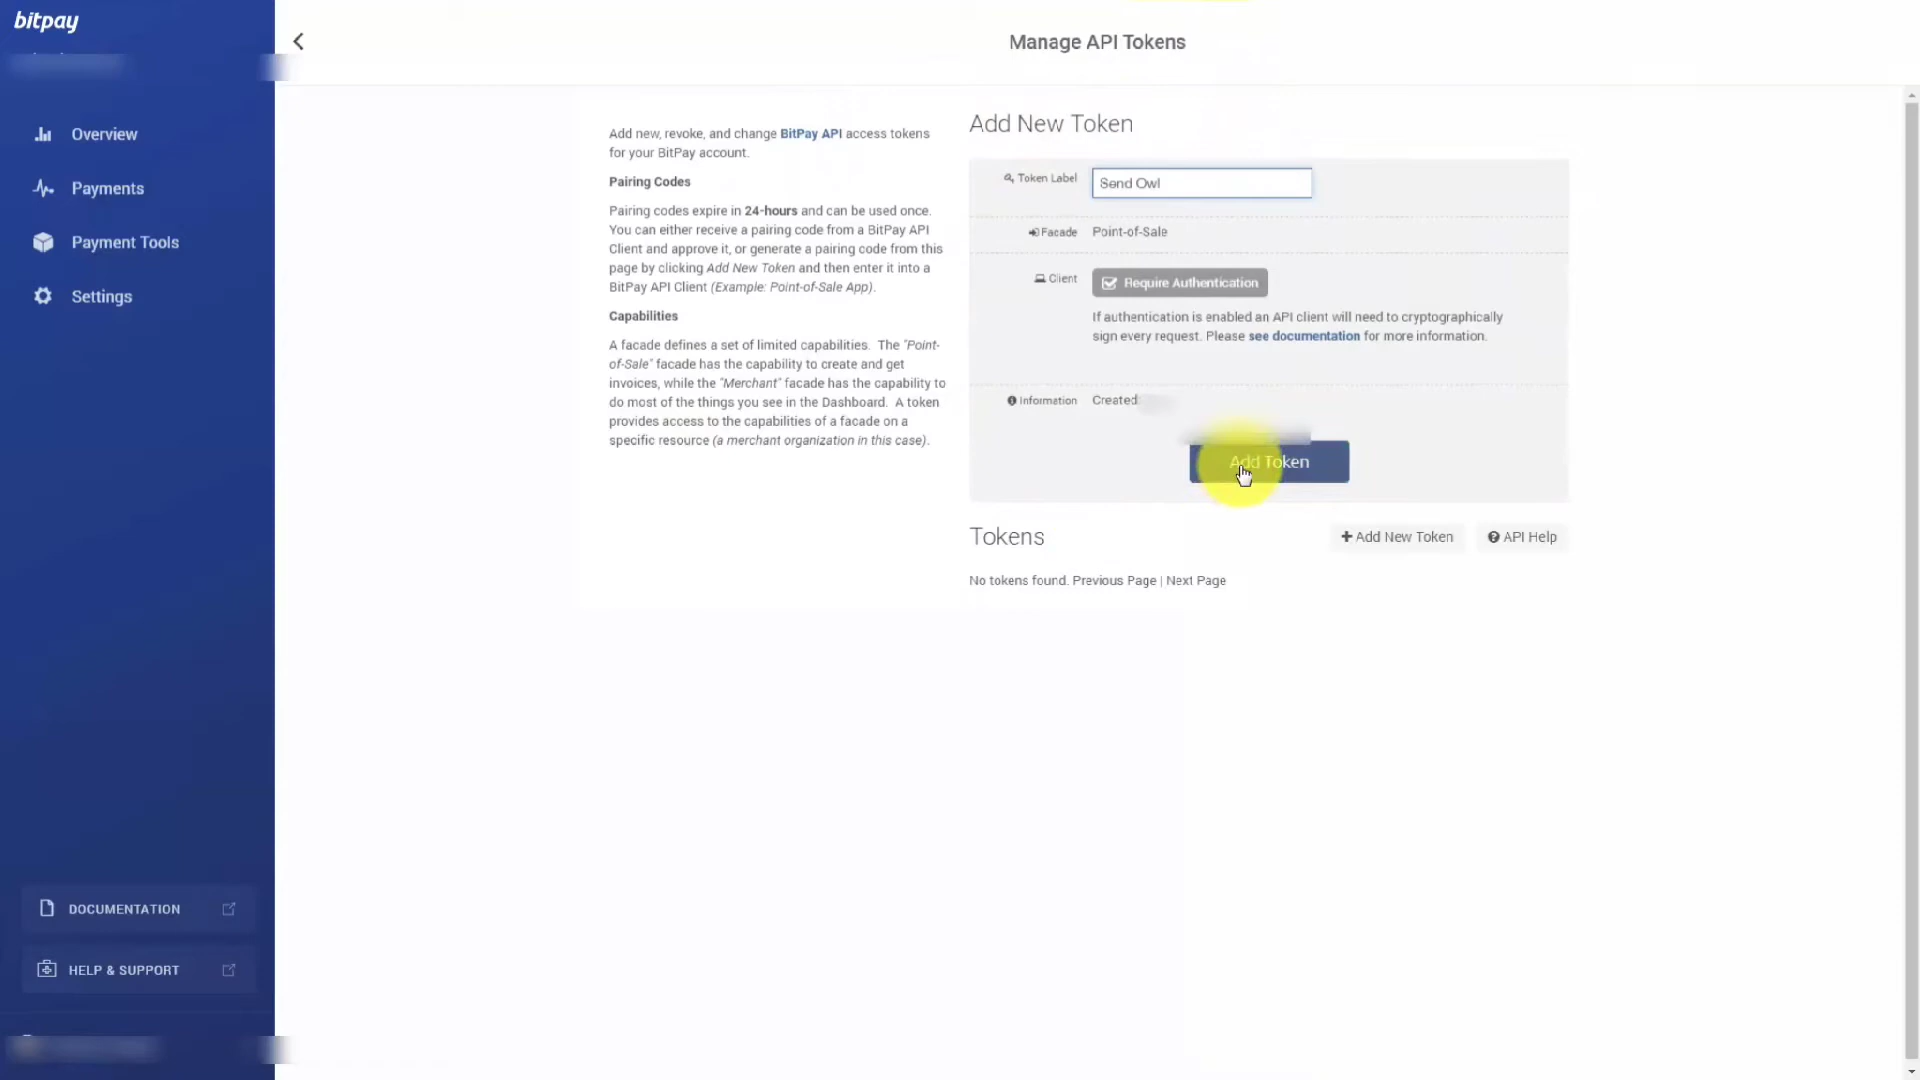 bitpay
Manage API Tokens
Overview
Payments
Payment Tools
Settings
DOCUMENTATION
HELP & SUPPORT
Add new, revoke, and change BitPay API access tokens
for your BitPay account.
Pairing Codes
Pairing codes expire in 24-hours and can be used once.
You can either receive a pairing code from a BitPay API
Client and approve it, or generate a pairing code from this
page by clicking Add New Token and then enter it into a
BitPay API Client (Example: Point-of-Sale App).
Capabilities
A facade defines a set of limited capabilities. The "Point-
of-Sale" facade has the capability to create and get
invoices, while the "Merchant" facade has the capability to
do most of the things you see in the Dashboard. A token
provides access to the capabilities of a facade on a
specific resource (a merchant organization in this case).
Add New Token
Token Label Send Owl
Facade Point-of-Sale
Client Require Authentication
If authentication is enabled an API client will need to cryptographically
sign every request. Please see documentation for more information.
Information Created
Add Token
Tokens + Add New Token API Help
No tokens found. Previous Page | Next Page